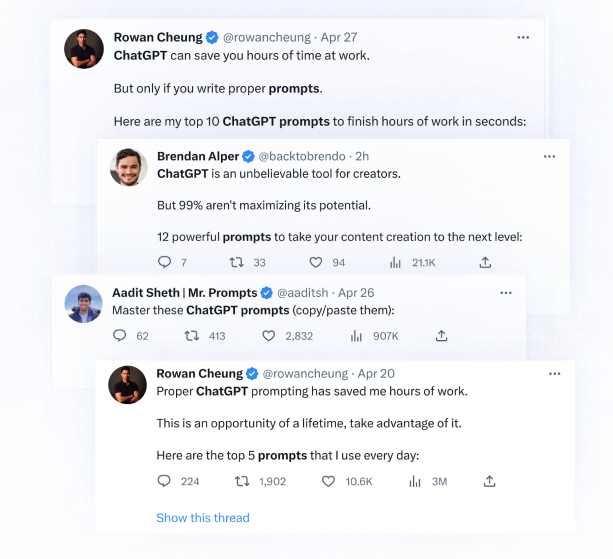 Rowan Cheung @rowancheung · Apr 27
ChatGPT can save you hours of time at work.
But only if you write proper prompts.
Here are my top 10 ChatGPT prompts to finish hours of work in seconds:
Brendan Alper @backtobrendo · 2h
ChatGPT is an unbelievable tool for creators.
But 99% aren't maximizing its potential.
12 powerful prompts to take your content creation to the next level:
7 33 94 21.1K
Aadit Sheth | Mr. Prompts @aaditsh · Apr 26
Master these ChatGPT prompts (copy/paste them):
62 413 2,832 907K
Rowan Cheung @rowancheung · Apr 20
Proper ChatGPT prompting has saved me hours of work.
This is an opportunity of a lifetime, take advantage of it.
Here are the top 5 prompts that I use every day:
224 1,902 10.6K 3M
Show this thread